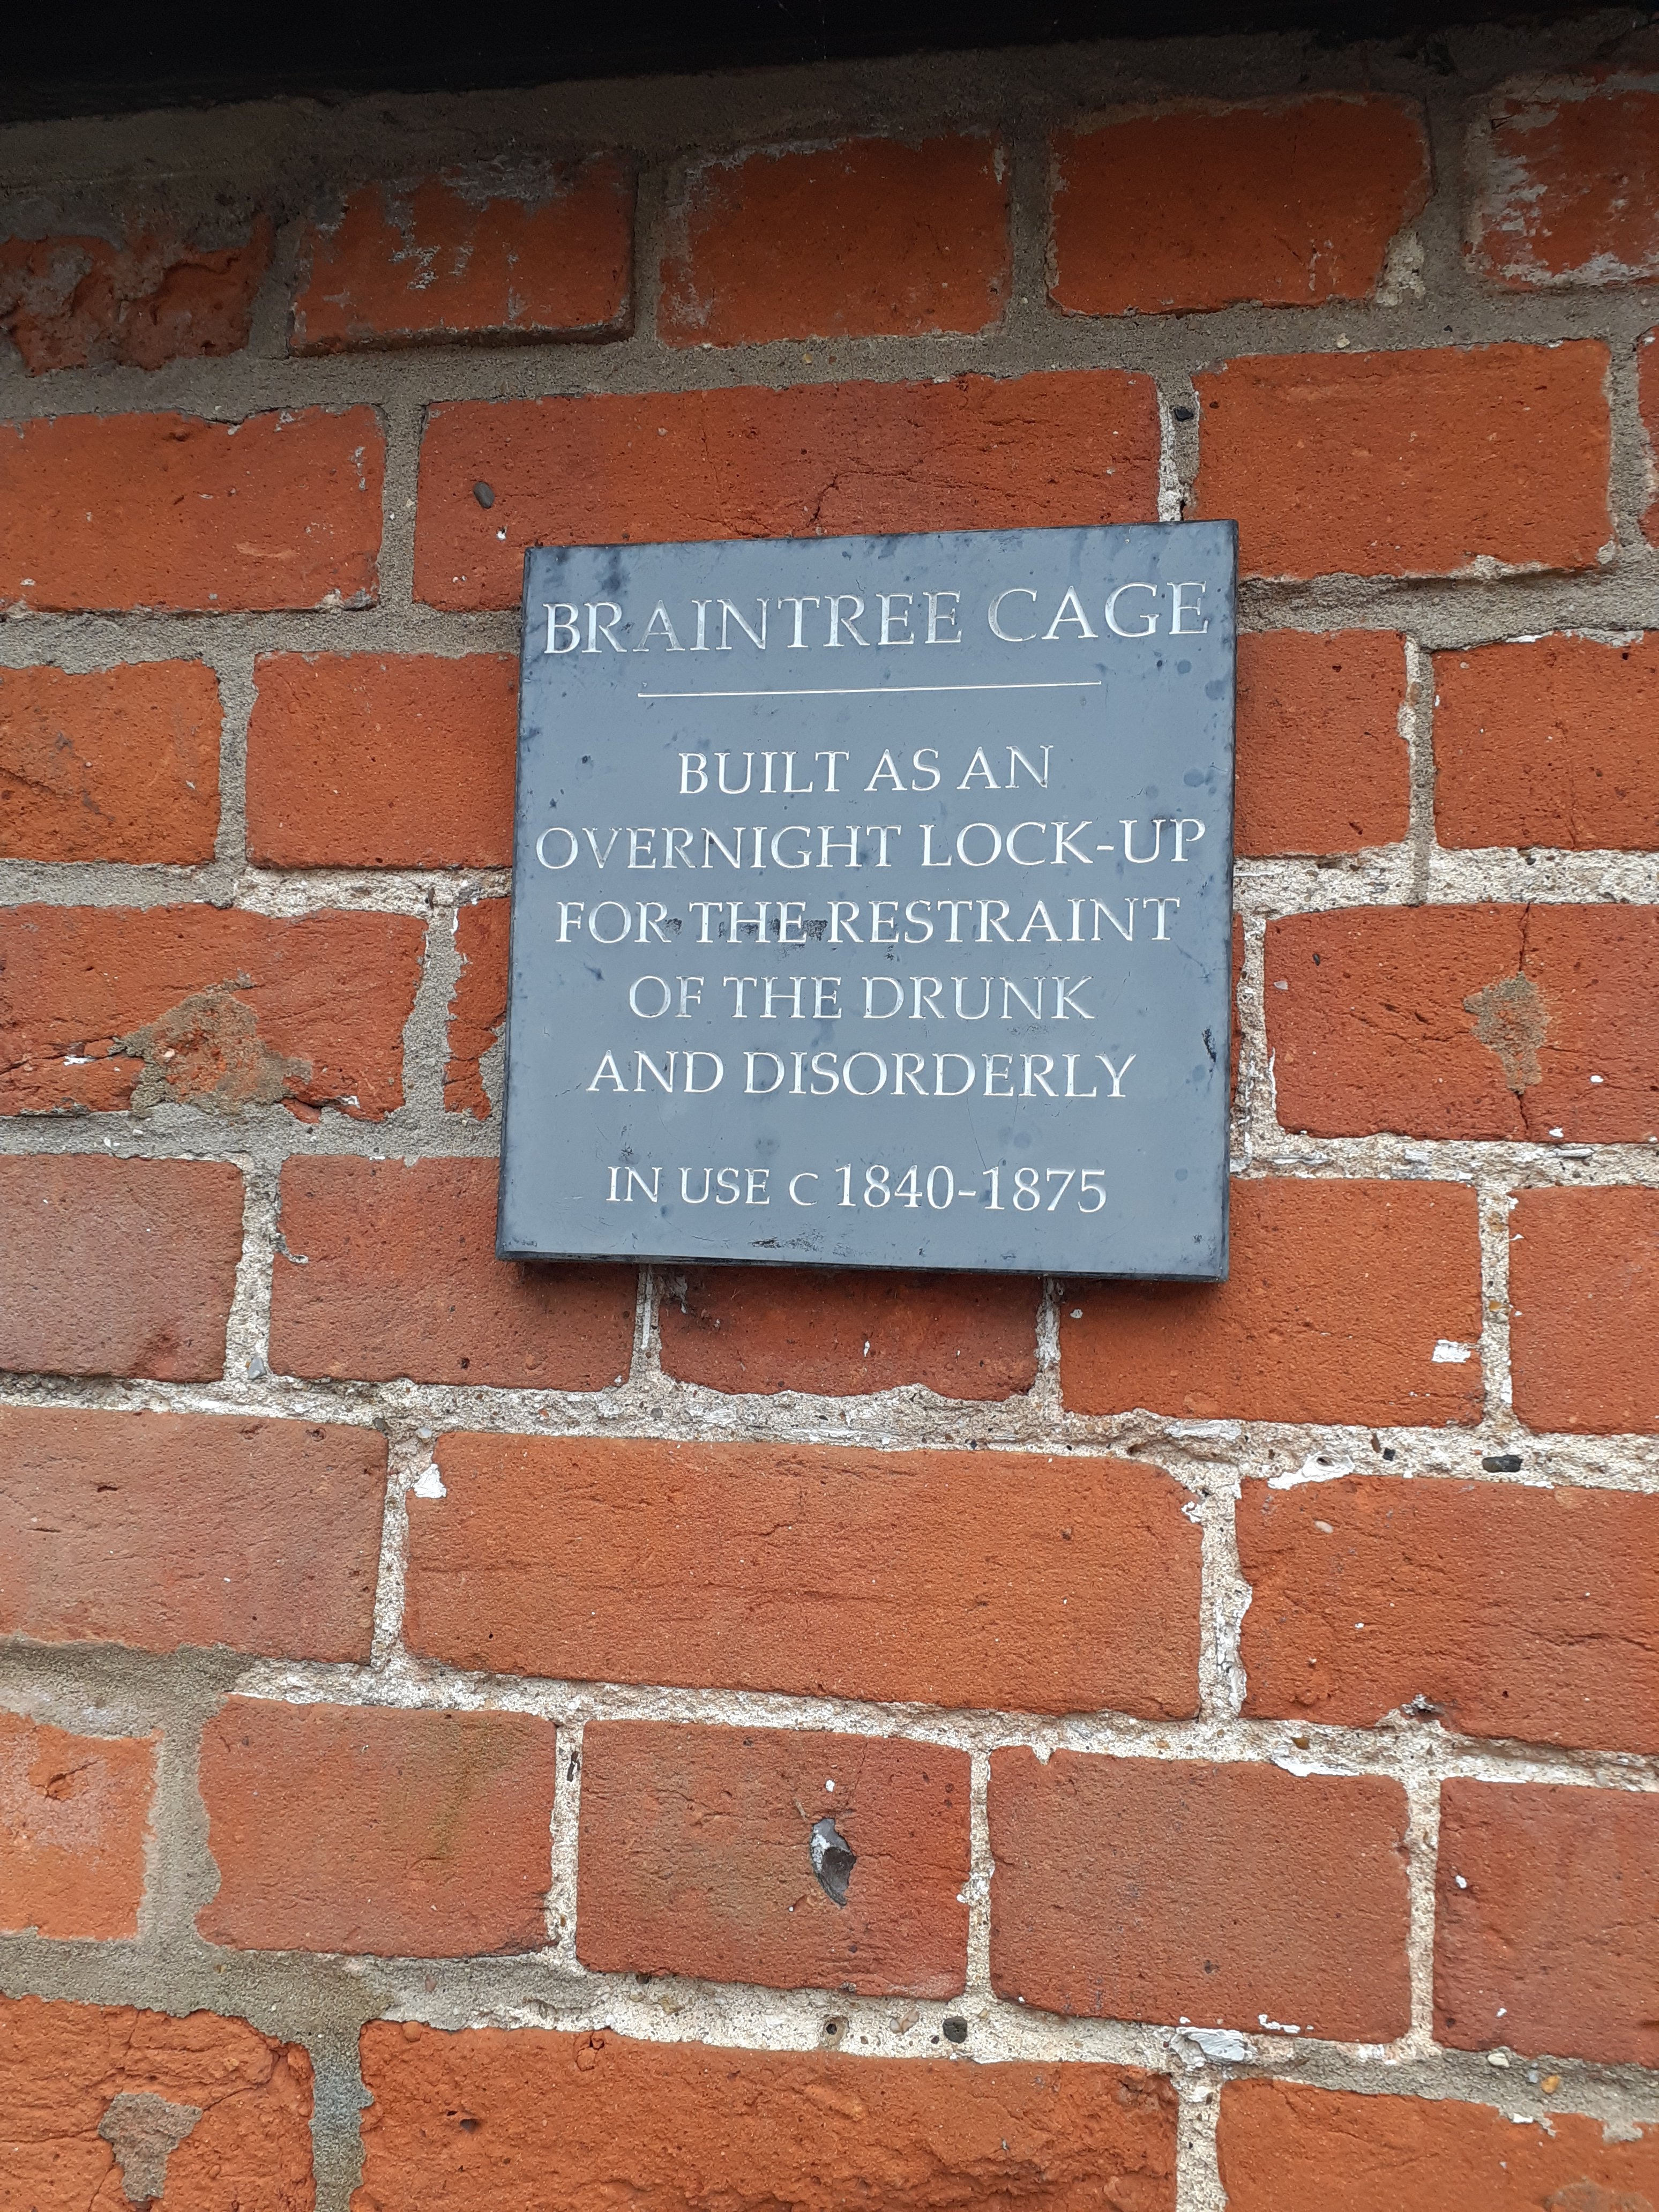 BRAINTREE CAGE
BUILT AS AN
OVERNIGHT LOCK-UP
FOR THE RESTRAINT
OF THE DRUNK
AND DISORDERLY
IN USE C 1840-1875